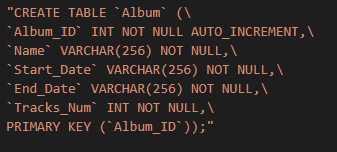 "CREATE TABLE `Album` (\
`Album_ID` INT NOT NULL AUTO_INCREMENT,\
`Name` VARCHAR(256) NOT NULL,\
`Start_Date` VARCHAR(256) NOT NULL,\
`End_Date` VARCHAR(256) NOT NULL,\
`Tracks_Num` INT NOT NULL,\
PRIMARY KEY (`Album_ID`));"